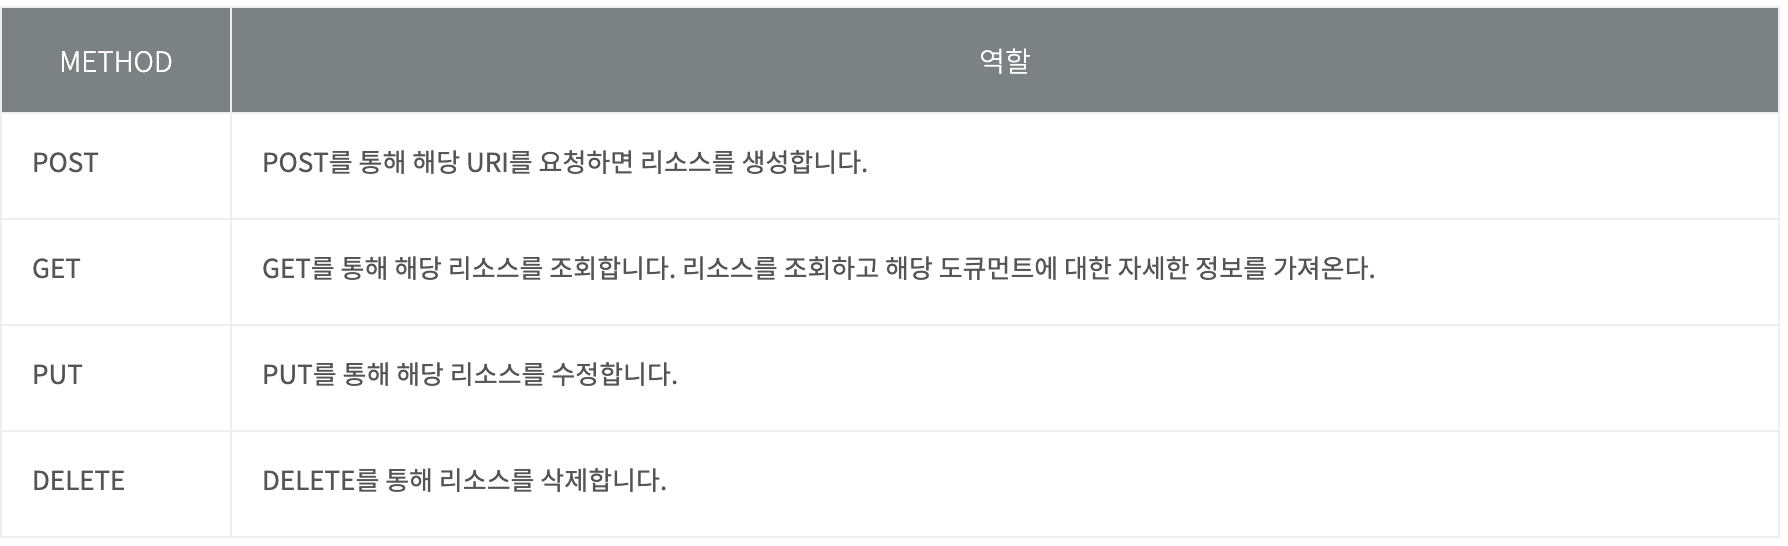 METHOD 역할
POST POST를 통해 해당 URI를 요청하면 리소스를 생성합니다.
GET GET를 통해 해당 리소스를 조회합니다. 리소스를 조회하고 해당 도큐먼트에 대한 자세한 정보를 가져온다.
PUT PUT를 통해 해당 리소스를 수정합니다.
DELETE DELETE를 통해 리소스를 삭제합니다.